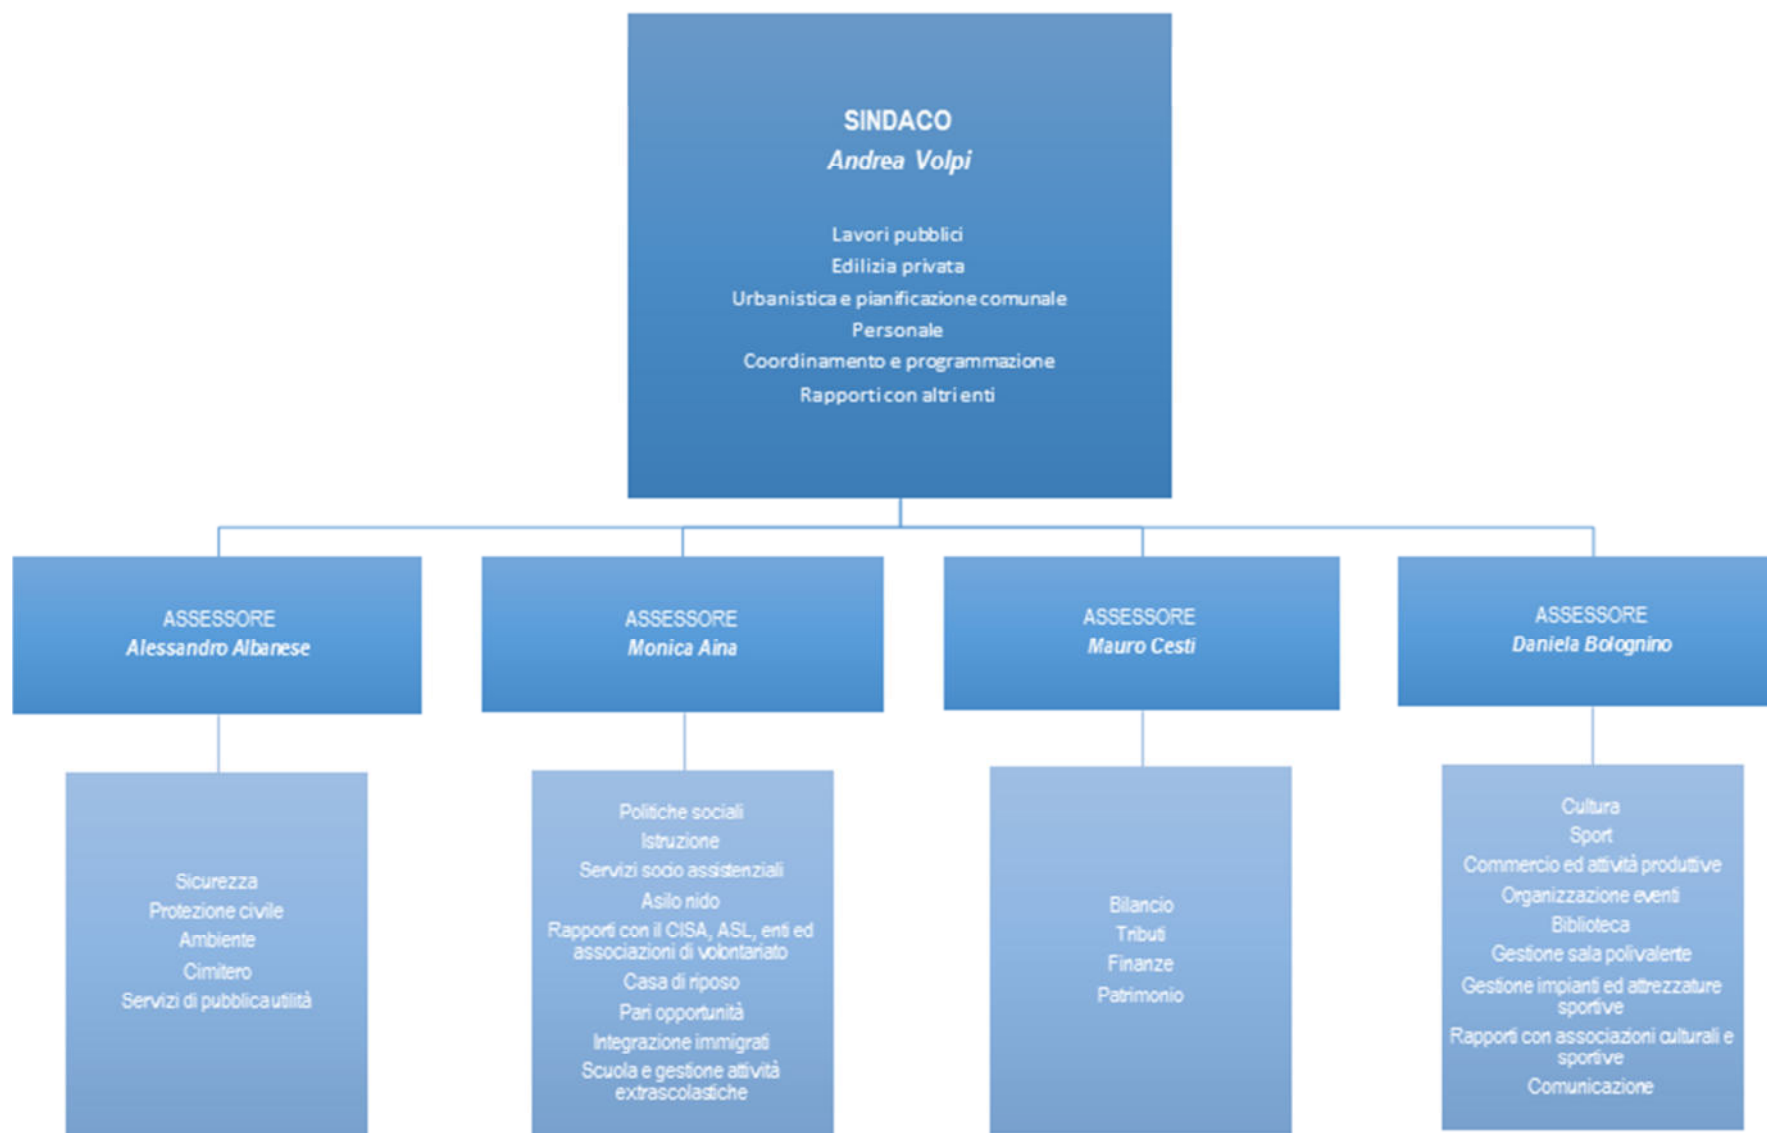 SINDACO
Andrea Volpi
Lavori pubblici
Edilizia privata
Urbanistica e pianificazione comunale
Personale
Coordinamento e programmazione
Rapporti con altri enti
ASSESSORE
Alessandro Albanese
ASSESSORE
Monica Aina
ASSESSORE
Mauro Cesti
ASSESSORE
Daniela Bolognino
Sicurezza
Protezione civile
Ambiente
Cimitero
Servizi di pubblica utilità
Politiche sociali
Istruzione
Servizi socio assistenziali
Asilo nido
Rapporti con il CISA, ASL, enti ed
associazioni di volontariato
Casa di riposo
Pari opportunità
Integrazione immigrati
Scuola e gestione attività
extrascolastiche
Bilancio
Tributi
Finanze
Patrimonio
Cultura
Sport
Commercio ed attività produttive
Organizzazione eventi
Biblioteca
Gestione sala polivalente
Gestione impianti ed attrezzature
sportive
Rapporti con associazioni culturali e
sportive
Comunicazione